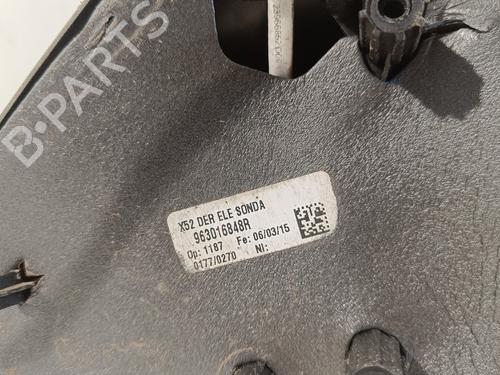 B-PARTS
X52 DER ELE SONDA
963016848R
Op: 1187 Fe: 06/03/15
0177/0270 NI: